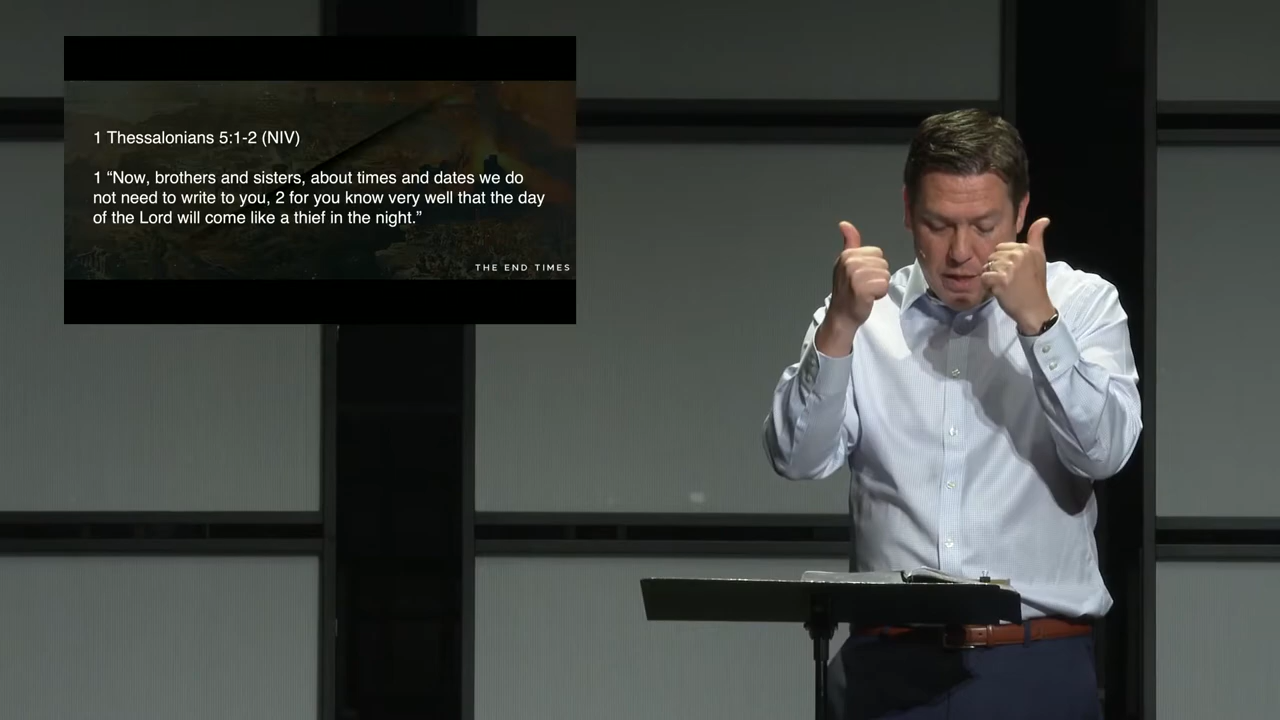 1 Thessalonians 5:1-2 (NIV)
1 “Now, brothers and sisters, about times and dates we do
not need to write to you, 2 for you know very well that the day
of the Lord will come like a thief in the night.”
THE END TIMES